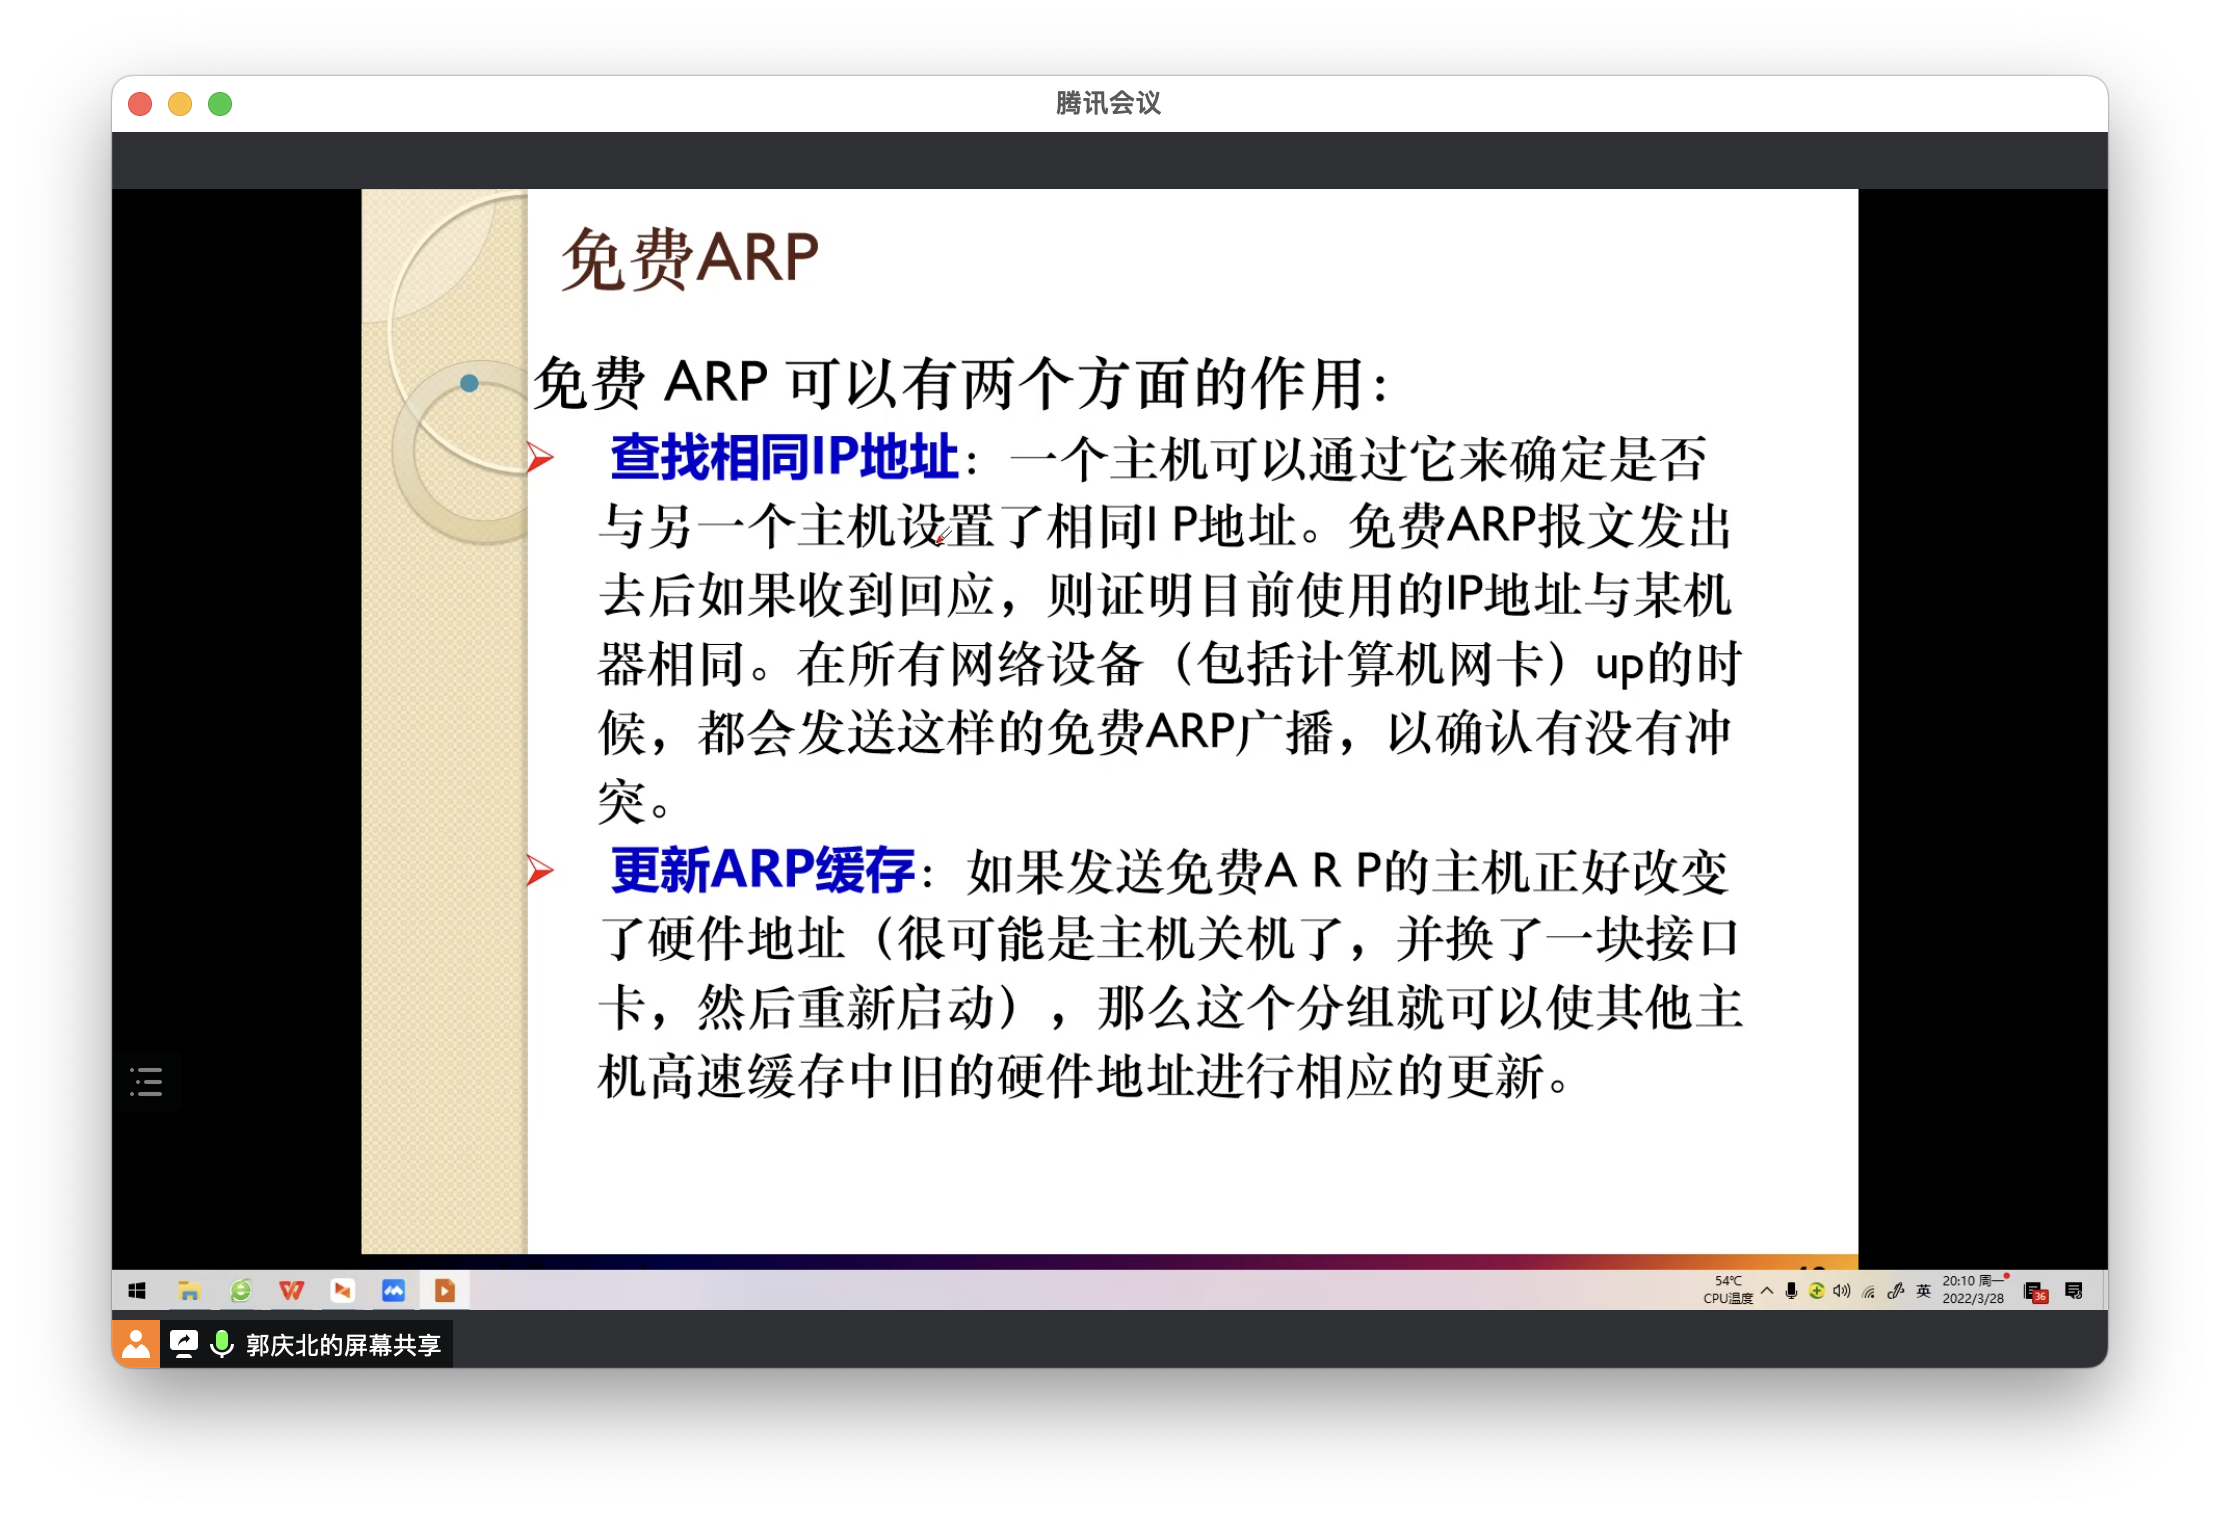 腾讯会议
免费ARP
免费 ARP 可以有两个方面的作用：
查找相同IP地址：一个主机可以通过它来确定是否
与另一个主机设置了相同I P地址。免费ARP报文发出
去后如果收到回应，则证明目前使用的IP地址与某机
器相同。在所有网络设备（包括计算机网卡）up的时
候，都会发送这样的免费ARP广播，以确认有没有冲
突。
更新ARP缓存：如果发送免费A R P的主机正好改变
了硬件地址（很可能是主机关机了，并换了一块接口
卡，然后重新启动），那么这个分组就可以使其他主
机高速缓存中旧的硬件地址进行相应的更新。
54℃
CPU温度
英
20:10 周一
2022/3/28
36
郭庆北的屏幕共享